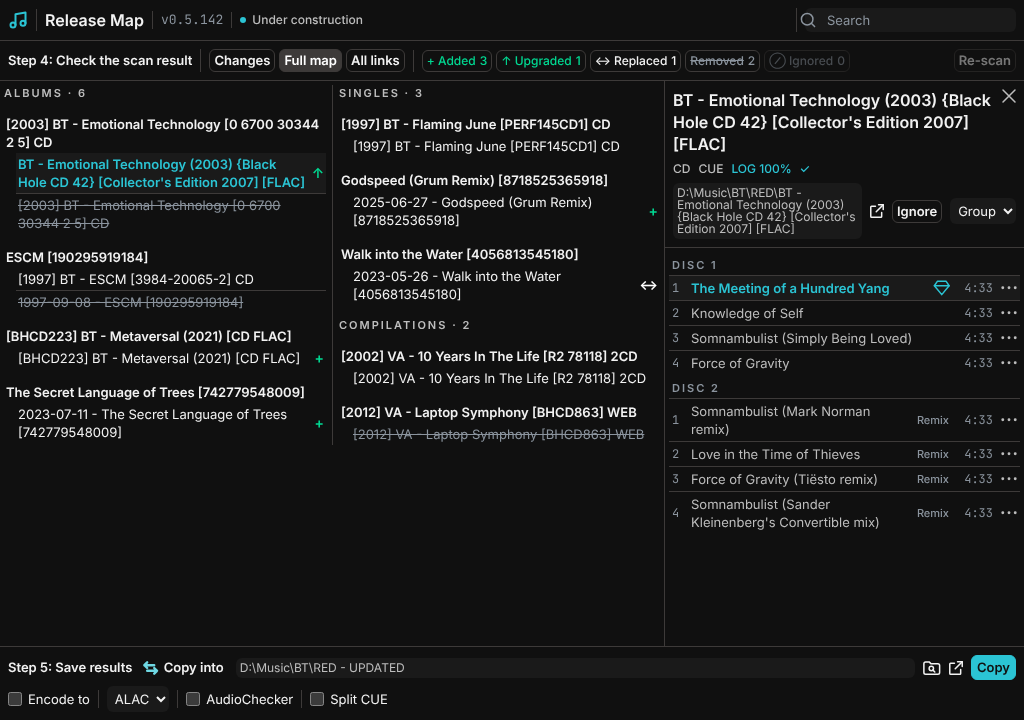 Release Map v0.5.142 Under construction Search
Step 4: Check the scan result Changes Full map All links + Added 3 ↑ Upgraded 1 ↔ Replaced 1 Removed 2 Ignored 0 Re-scan
ALBUMS · 6
[2003] BT - Emotional Technology [0 6700 30344
2 5] CD
BT - Emotional Technology (2003) {Black
Hole CD 42} [Collector's Edition 2007] [FLAC] ↑
[2003] BT - Emotional Technology [0 6700
30344 2 5] CD
ESCM [190295919184]
[1997] BT - ESCM [3984-20065-2] CD
1997-09-08 - ESCM [190295919184]
[BHCD223] BT - Metaversal (2021) [CD FLAC]
[BHCD223] BT - Metaversal (2021) [CD FLAC] +
The Secret Language of Trees [742779548009]
2023-07-11 - The Secret Language of Trees
[742779548009] +
SINGLES · 3
[1997] BT - Flaming June [PERF145CD1] CD
[1997] BT - Flaming June [PERF145CD1] CD
Godspeed (Grum Remix) [8718525365918]
2025-06-27 - Godspeed (Grum Remix)
[8718525365918] +
Walk into the Water [4056813545180]
2023-05-26 - Walk into the Water
[4056813545180] ↔
COMPILATIONS · 2
[2002] VA - 10 Years In The Life [R2 78118] 2CD
[2002] VA - 10 Years In The Life [R2 78118] 2CD
[2012] VA - Laptop Symphony [BHCD863] WEB
[2012] VA - Laptop Symphony [BHCD863] WEB
BT - Emotional Technology (2003) {Black
Hole CD 42} [Collector's Edition 2007]
[FLAC]
CD CUE LOG 100% ✓
D:\Music\BT\RED\BT -
Emotional Technology (2003)
{Black Hole CD 42} [Collector's
Edition 2007] [FLAC]
Ignore Group
DISC 1
1 The Meeting of a Hundred Yang 4:33 •••
2 Knowledge of Self 4:33 •••
3 Somnambulist (Simply Being Loved) 4:33 •••
4 Force of Gravity 4:33 •••
DISC 2
1 Somnambulist (Mark Norman
remix) Remix 4:33 •••
2 Love in the Time of Thieves Remix 4:33 •••
3 Force of Gravity (Tiësto remix) Remix 4:33 •••
4 Somnambulist (Sander
Kleinenberg's Convertible mix) Remix 4:33 •••
Step 5: Save results Copy into D:\Music\BT\RED - UPDATED Copy
Encode to ALAC AudioChecker Split CUE